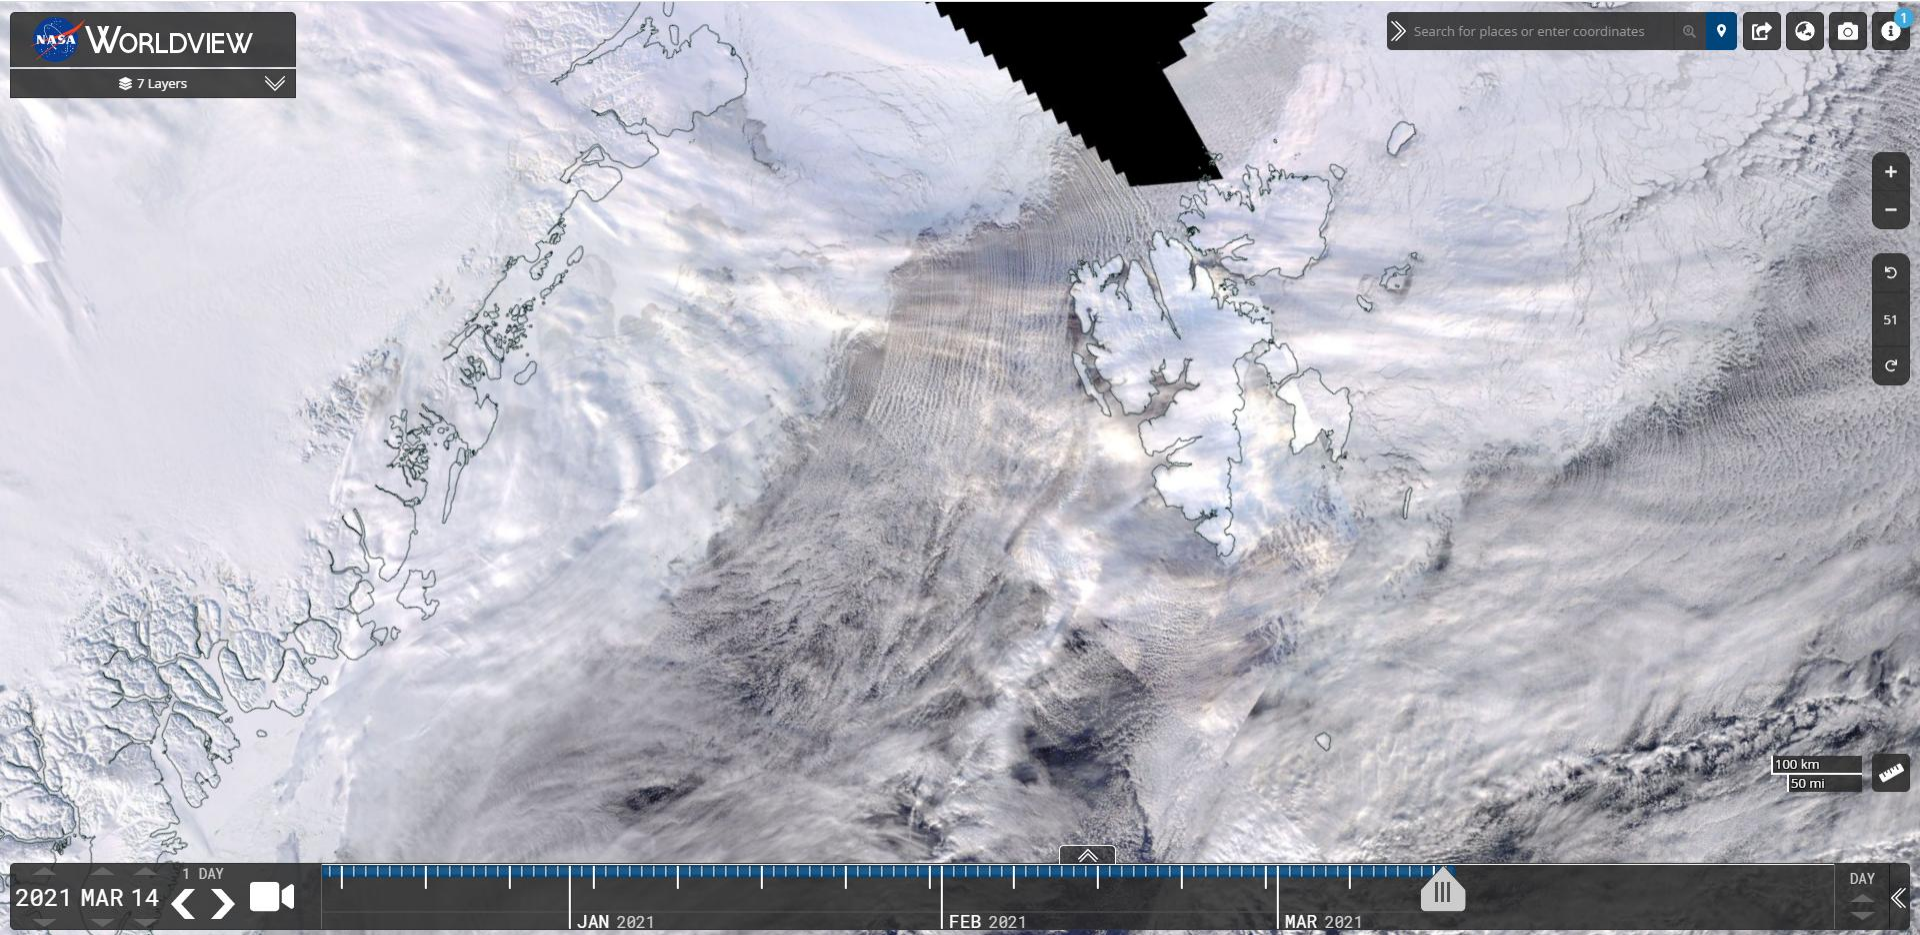 NASA WORLDVIEW
7 Layers
Search for places or enter coordinates
1
+
−
51
100 km
50 mi
1 DAY
2021 MAR 14
JAN 2021
FEB 2021
MAR 2021
DAY